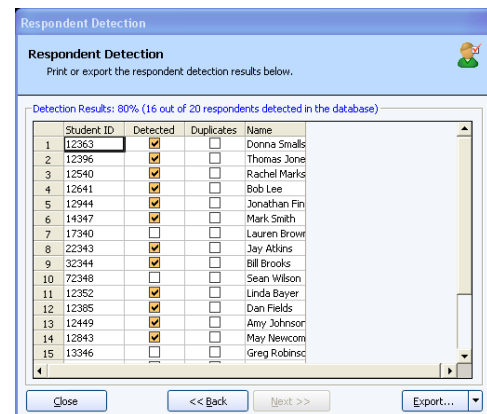 Respondent Detection
Respondent Detection
Print or export the respondent detection results below.
Detection Results: 80% (16 out of 20 respondents detected in the database)
Student ID Detected Duplicates Name
1 12363 Donna Smalls
2 12396 Thomas Jone
3 12540 Rachel Marks
4 12641 Bob Lee
5 12944 Jonathan Fin
6 14347 Mark Smith
7 17340 Lauren Brown
8 22343 Jay Atkins
9 32344 Bill Brooks
10 72348 Sean Wilson
11 12352 Linda Bayer
12 12385 Dan Fields
13 12449 Amy Johnson
14 12843 May Newcom
15 13346 Greg Robinso
Close << Back Next >> Export...